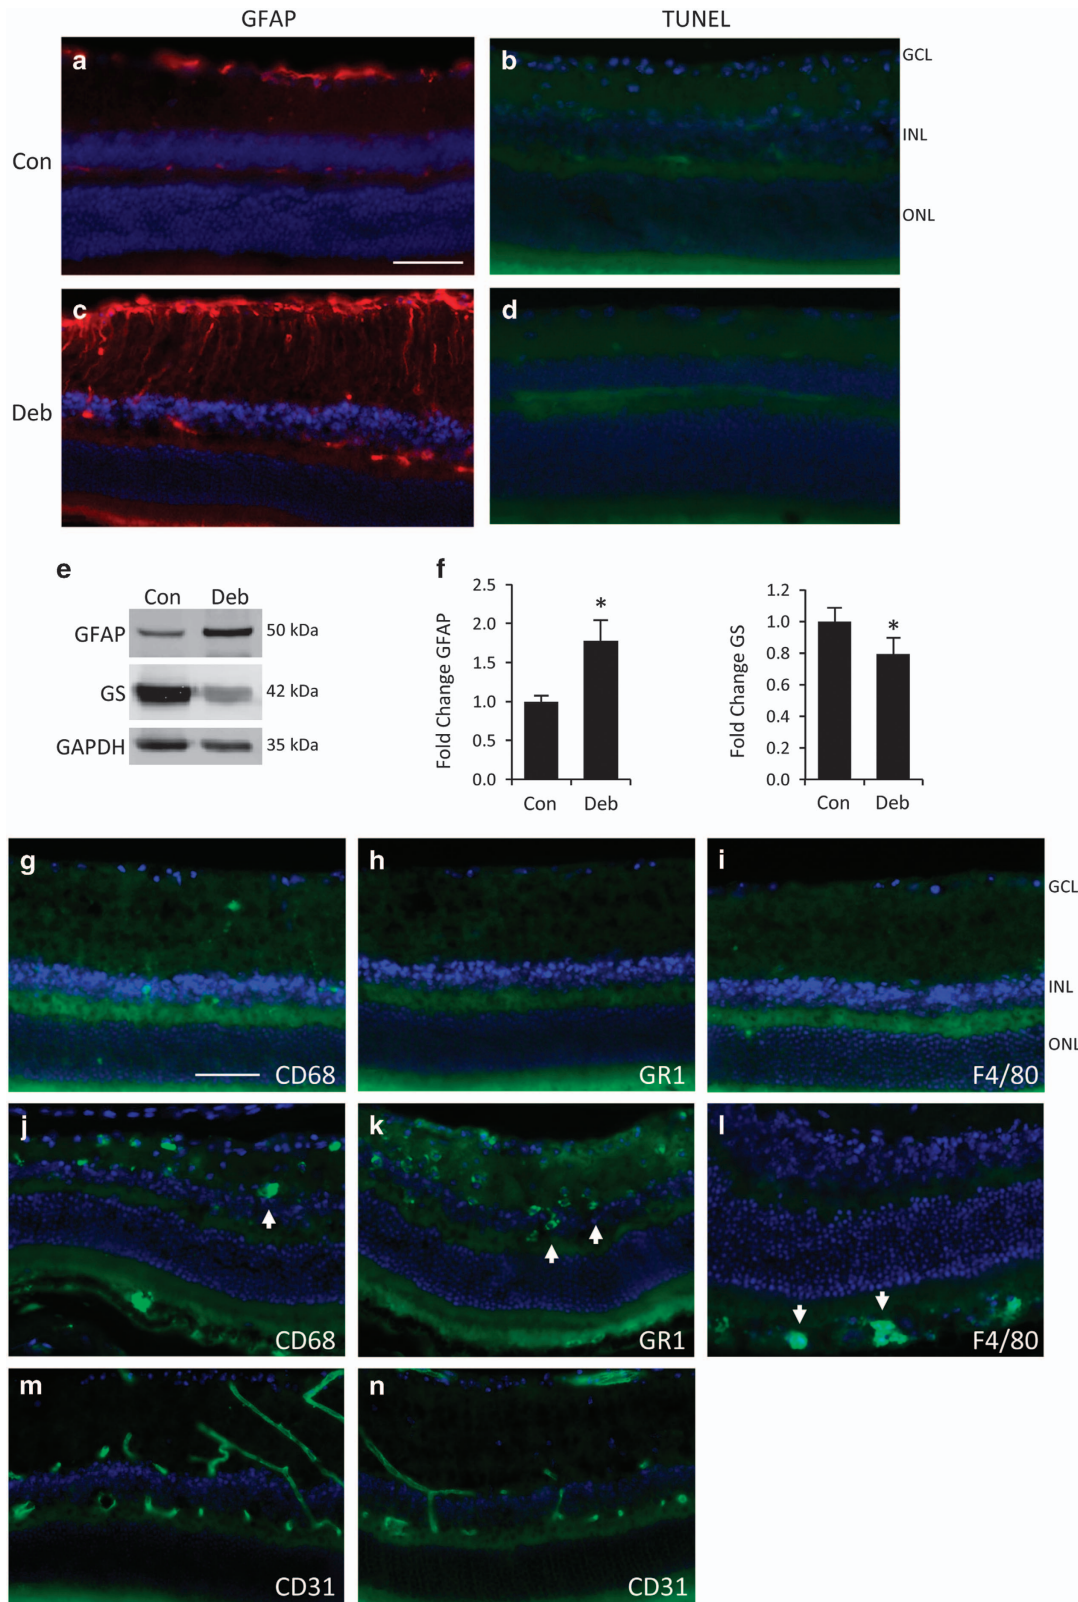 GFAP
TUNEL
Con
a
b
GCL
INL
ONL
Deb
c
d
e
Con Deb
GFAP 50 kDa
GS 42 kDa
GAPDH 35 kDa
f
Fold Change GFAP
2.5
2.0
1.5
1.0
0.5
0.0
*
Con Deb
Fold Change GS
1.2
1.0
0.8
0.6
0.4
0.2
0.0
*
Con Deb
g
CD68
h
GR1
i
F4/80
GCL
INL
ONL
j
CD68
k
GR1
l
F4/80
m
CD31
n
CD31